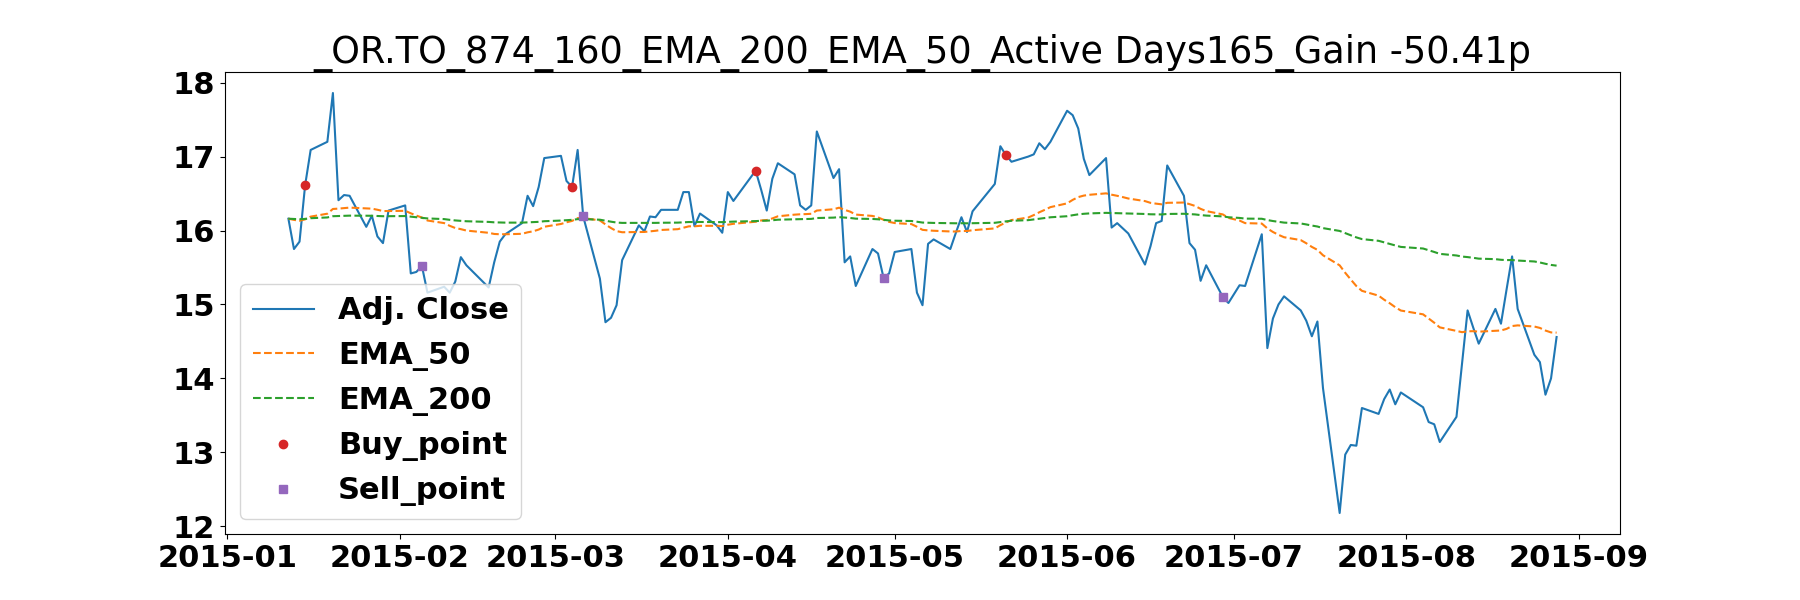 _OR.TO_874_160_EMA_200_EMA_50_Active Days165_Gain -50.41p
18
17
16
15
14
13
12
Adj. Close
EMA_50
EMA_200
Buy_point
Sell_point
2015-01 2015-02 2015-03 2015-04 2015-05 2015-06 2015-07 2015-08 2015-09